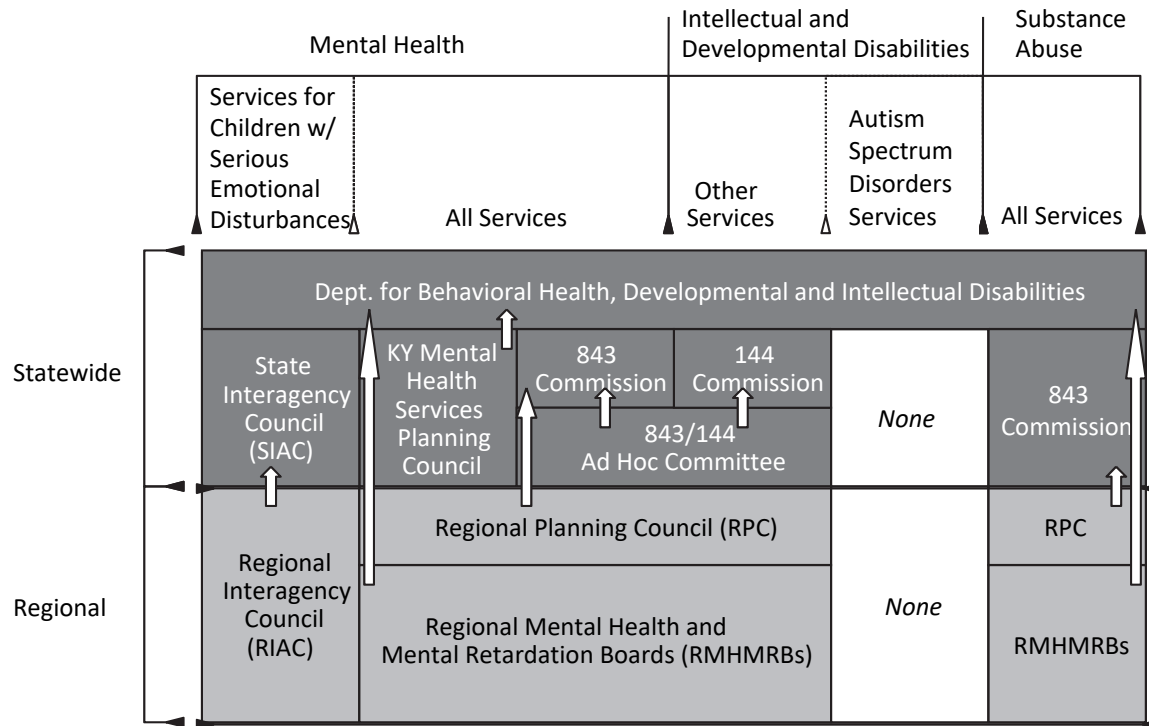 Mental Health
Intellectual and
Developmental Disabilities
Substance
Abuse
Services for
Children w/
Serious
Emotional
Disturbances
All Services
Other
Services
Autism
Spectrum
Disorders
Services
All Services
Statewide
Dept. for Behavioral Health, Developmental and Intellectual Disabilities
State
Interagency
Council
(SIAC)
KY Mental
Health
Services
Planning
Council
843
Commission
144
Commission
843/144
Ad Hoc Committee
None
843
Commission
Regional
Regional
Interagency
Council
(RIAC)
Regional Planning Council (RPC)
Regional Mental Health and
Mental Retardation Boards (RMHMRBs)
None
RPC
RMHMRBs